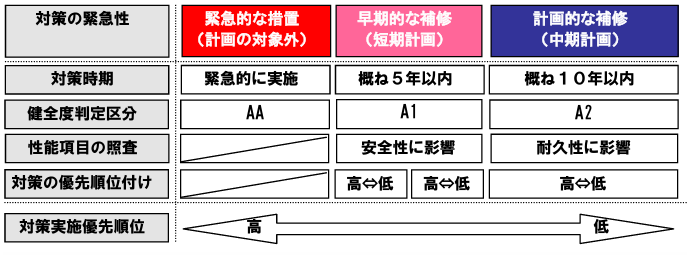 対策の緊急性
緊急的な措置
(計画の対象外)
早期的な補修
(短期計画)
計画的な補修
(中期計画)
対策時期
緊急的に実施
概ね５年以内
概ね１０年以内
健全度判定区分
AA
A1
A2
性能項目の照査
安全性に影響
耐久性に影響
対策の優先順位付け
高⇔低
高⇔低
高⇔低
対策実施優先順位
高
低